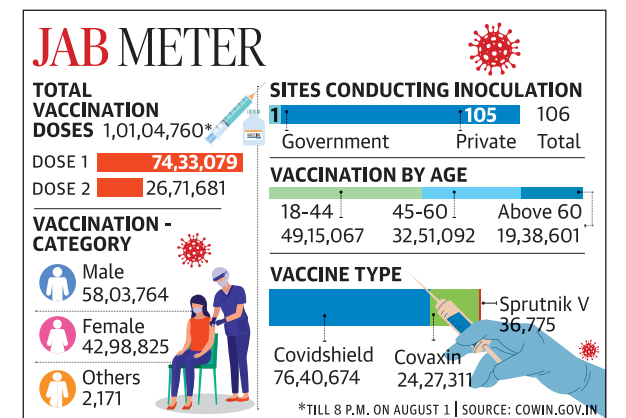 JAB METER
TOTAL
VACCINATION
DOSES 1,01,04,760*
DOSE 1 74,33,079
DOSE 2 26,71,681
VACCINATION -
CATEGORY
Male
58,03,764
Female
42,98,825
Others
2,171
VACCINE
SITES CONDUCTING INOCULATION
1 105 106
Government Private Total
VACCINATION BY AGE
18-44 45-60 Above 60
49,15,067 32,51,092 19,38,601
VACCINE TYPE
Sprutnik V
36,775
Covidshield Covaxin
76,40,674 24,27,311
*TILL 8 P.M. ON AUGUST 1 | SOURCE: COWIN.GOV.IN